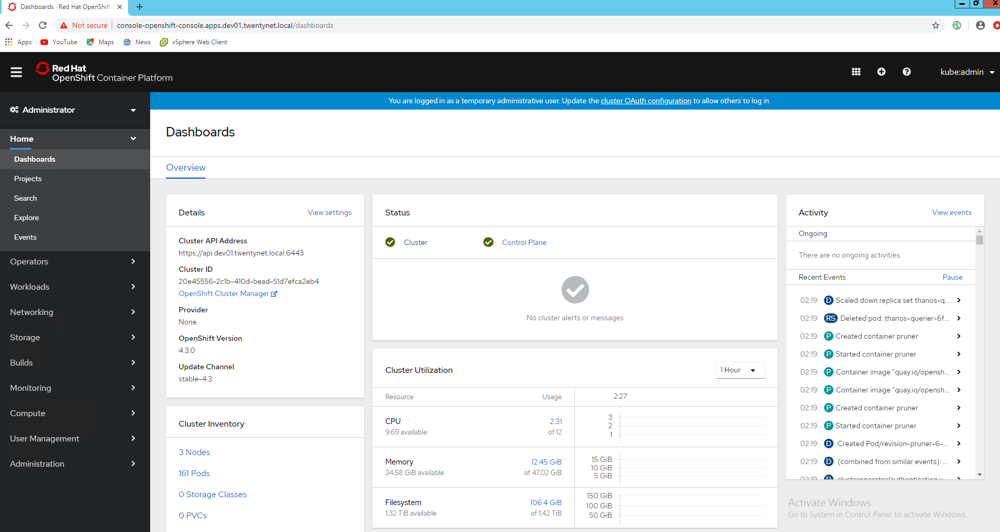 Dashboards · Red Hat OpenShift
Not secure
console-openshift-console.apps.dev01.twentynet.local/dashboards
Apps
YouTube
Maps
News
vSphere Web Client
Red Hat
OpenShift Container Platform
kube:admin
Administrator
You are logged in as a temporary administrative user. Update the cluster OAuth configuration to allow others to log in.
Home
Dashboards
Projects
Search
Explore
Events
Operators
Workloads
Networking
Storage
Builds
Monitoring
Compute
User Management
Administration
Dashboards
Overview
Details
View settings
Cluster API Address
https://api.dev01.twentynet.local:6443
Cluster ID
20e45556-2c1b-410d-bead-51d7efca2eb4
OpenShift Cluster Manager
Provider
None
OpenShift Version
4.3.0
Update Channel
stable-4.3
Cluster Inventory
3 Nodes
161 Pods
0 Storage Classes
0 PVCs
Status
Cluster
Control Plane
No cluster alerts or messages
Cluster Utilization
1 Hour
Resource
Usage
2:27
CPU
2.31
9.69 available
of 12
3
2
1
Memory
12.45 GiB
34.58 GiB available
of 47.02 GiB
15 GiB
10 GiB
5 GiB
Filesystem
106.4 GiB
1.32 TiB available
of 1.42 TiB
150 GiB
100 GiB
50 GiB
Activity
View events
Ongoing
There are no ongoing activities.
Recent Events
Pause
02:19 D Scaled down replica set thanos-q...
02:19 RS Deleted pod: thanos-querier-6f...
02:19 P Created container pruner
02:19 P Started container pruner
02:19 P Container image "quay.io/opensh...
02:19 P Container image "quay.io/opensh...
02:19 P Created container pruner
02:19 P Started container pruner
02:19 D Created Pod/revision-pruner-6-...
02:19 D (combined from similar events): ...
02:19 D clusteroperator/authentication
Activate Windows
Go to System in Control Panel to activate Windows.